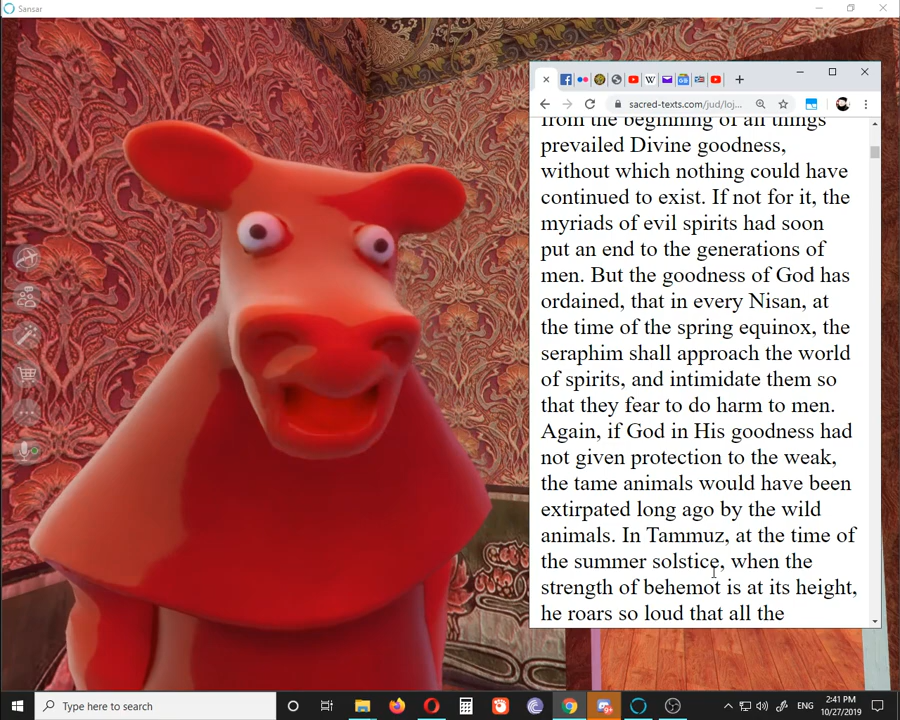 Sansar
sacred-texts.com/jud/loj...
from the beginning of all things
prevailed Divine goodness,
without which nothing could have
continued to exist. If not for it, the
myriads of evil spirits had soon
put an end to the generations of
men. But the goodness of God has
ordained, that in every Nisan, at
the time of the spring equinox, the
seraphim shall approach the world
of spirits, and intimidate them so
that they fear to do harm to men.
Again, if God in His goodness had
not given protection to the weak,
the tame animals would have been
extirpated long ago by the wild
animals. In Tammuz, at the time of
the summer solstice, when the
strength of behemot is at its height,
he roars so loud that all the
Type here to search
ENG
2:41 PM
10/27/2019